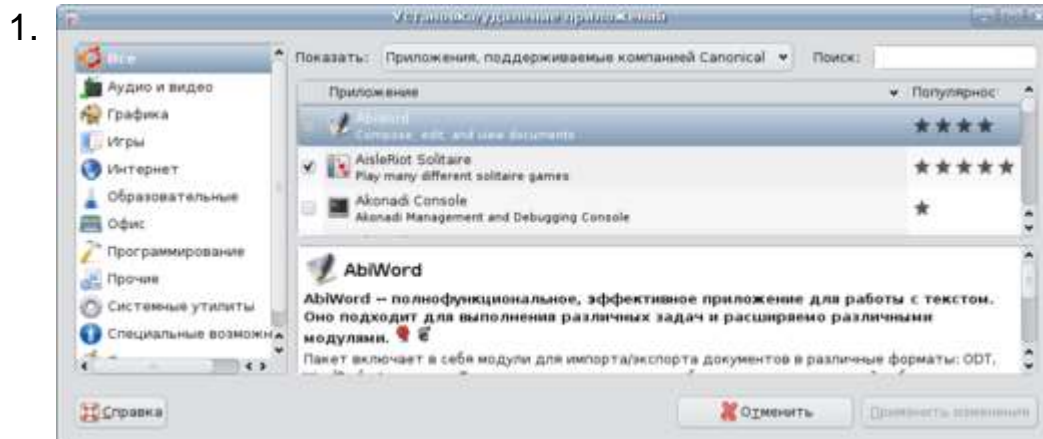 1.
Установка/удаление приложений
Все
Аудио и видео
Графика
Игры
Интернет
Образовательные
Офис
Программирование
Прочие
Системные утилиты
Специальные возможн
Показать: Приложения, поддерживаемые компанией Canonical Поиск:
Приложение Популярнос
AbiWord
Compose, edit, and view documents
AisleRiot Solitaire
Play many different solitaire games
Akonadi Console
Akonadi Management and Debugging Console
AbiWord
AbiWord -- полнофункциональное, эффективное приложение для работы с текстом.
Оно подходит для выполнения различных задач и расширяемо различными
модулями.
Пакет включает в себя модули для импорта/экспорта документов в различные форматы: ODT,
Справка
Отменить
Применить изменения